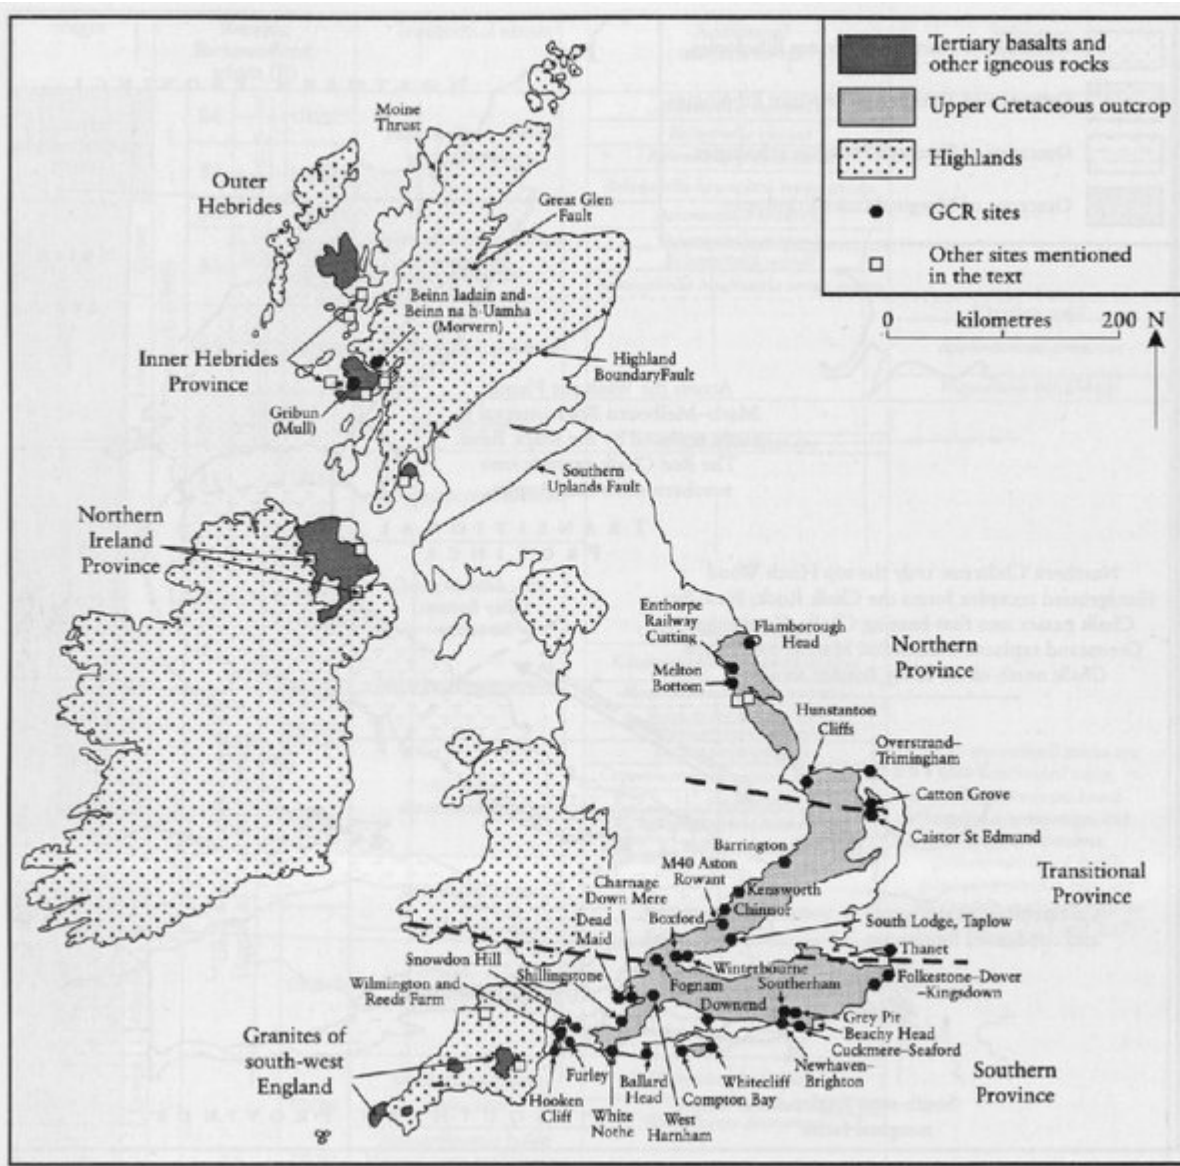 Tertiary basalts and
other igneous rocks
Upper Cretaceous outcrop
Highlands
GCR sites
Other sites mentioned
in the text
0 kilometres 200 N
Moine
Thrust
Outer
Hebrides
Great Glen
Fault
Beinn Iadain and
Beinn na h-Uamha
(Morvern)
Inner Hebrides
Province
Highland
BoundaryFault
Gribun
(Mull)
Southern
Uplands Fault
Northern
Ireland
Province
Enthorpe
Railway
Cutting
Flamborough
Head
Northern
Province
Melton
Bottom
Hunstanton
Cliffs
Overstrand–
Trimingham
Catton Grove
Caistor St Edmund
Barrington
M40 Aston
Rowant
Kensworth
Transitional
Province
Charnage
Down Mere
Chinnor
Boxford
South Lodge, Taplow
Dead
Maid
Thanet
Snowdon Hill
Winterbourne
Shillingstone
Fognam
Southerham
Folkestone–Dover
–Kingsdown
Wilmington and
Reeds Farm
Downend
Grey Pit
Beachy Head
Cuckmere–Seaford
Granites of
south-west
England
Newhaven–
Brighton
Southern
Province
Furley
Ballard
Head
Whitecliff
Compton Bay
Hooken
Cliff
White
Nothe
West
Harnham